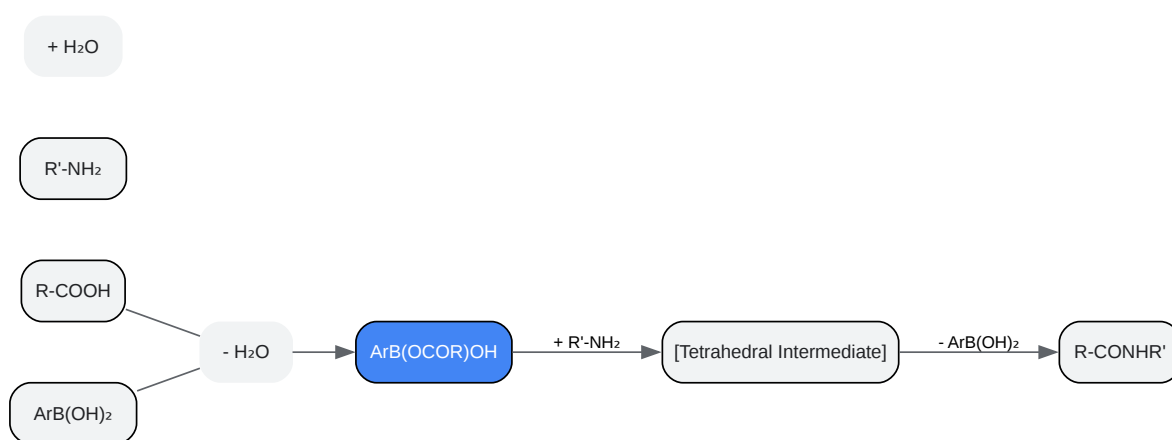 + H₂O
R'-NH₂
R-COOH
ArB(OH)₂
- H₂O
ArB(OCOR)OH
+ R'-NH₂
[Tetrahedral Intermediate]
- ArB(OH)₂
R-CONHR'